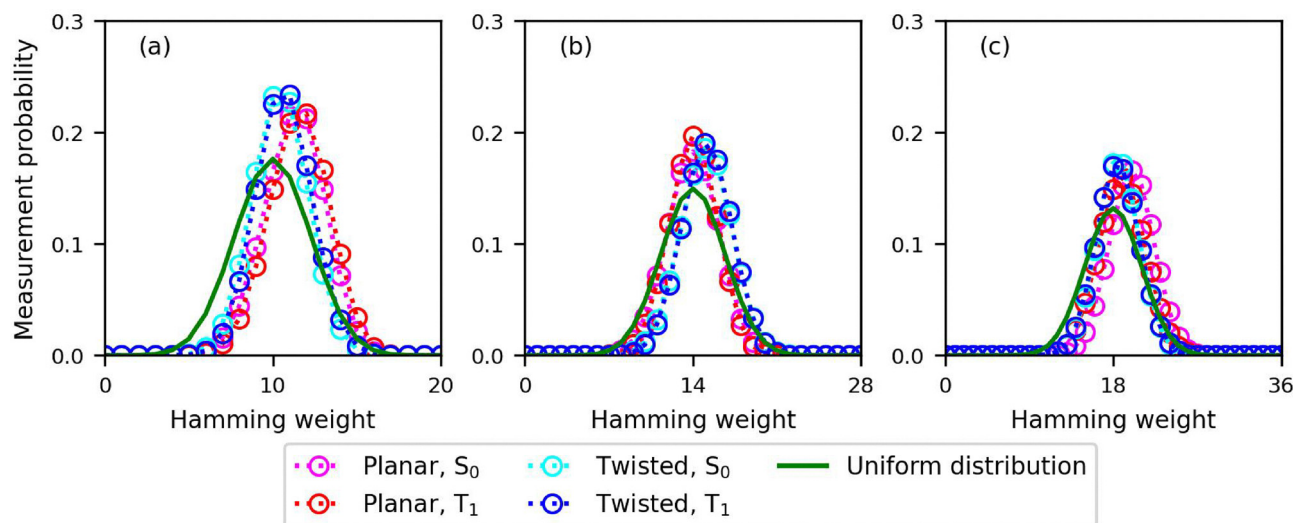 (a)
(b)
(c)
Measurement probability
0.3
0.2
0.1
0.0
0 10 20
0.3
0.2
0.1
0.0
0 14 28
0.3
0.2
0.1
0.0
0 18 36
Hamming weight
Hamming weight
Hamming weight
Planar, S₀
Twisted, S₀
Uniform distribution
Planar, T₁
Twisted, T₁